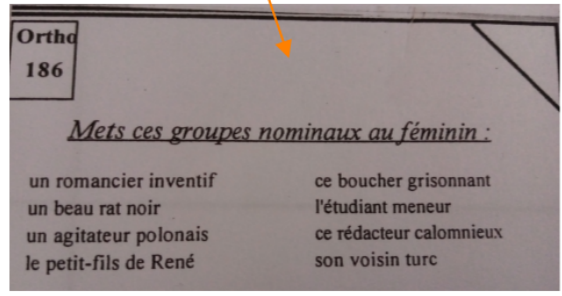 Ortho
186
Mets ces groupes nominaux au féminin :
un romancier inventif
un beau rat noir
un agitateur polonais
le petit-fils de René
ce boucher grisonnant
l'étudiant meneur
ce rédacteur calomnieux
son voisin turc